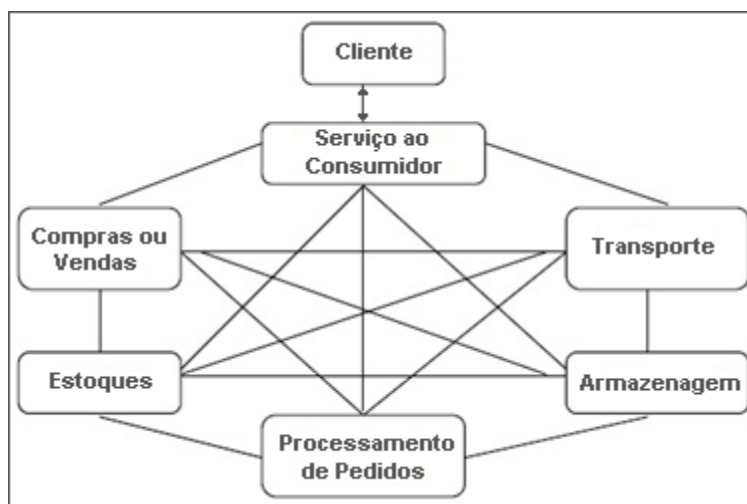 Cliente
Serviço ao
Consumidor
Compras ou
Vendas
Transporte
Estoques
Armazenagem
Processamento
de Pedidos